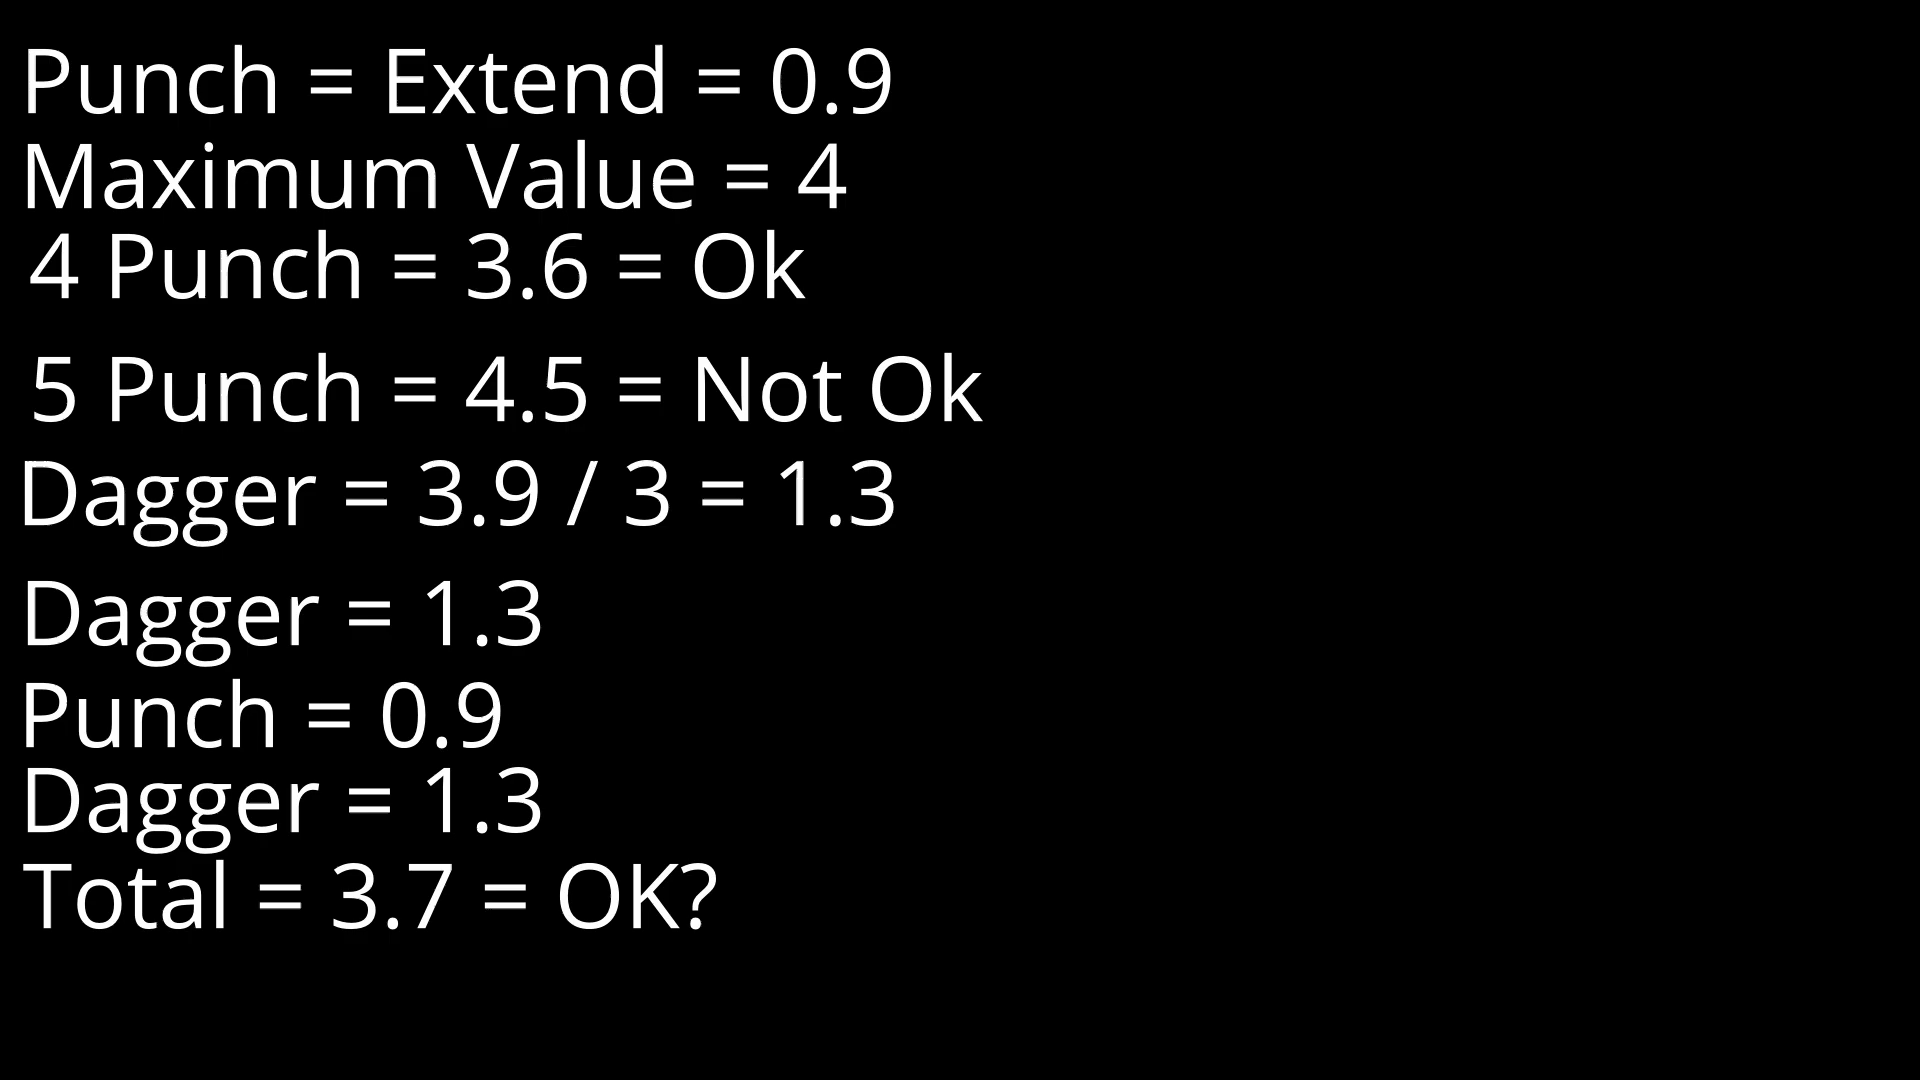 Punch = Extend = 0.9
Maximum Value = 4
4 Punch = 3.6 = Ok
5 Punch = 4.5 = Not Ok
Dagger = 3.9 / 3 = 1.3
Dagger = 1.3
Punch = 0.9
Dagger = 1.3
Total = 3.7 = OK?